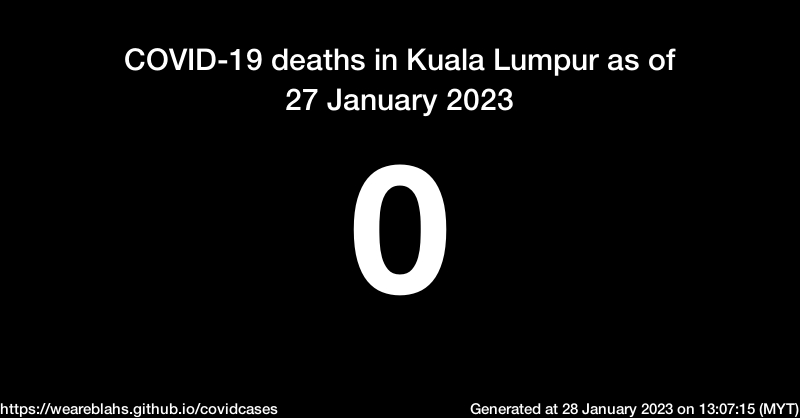 COVID-19 deaths in Kuala Lumpur as of
27 January 2023
0
https://weareblahs.github.io/covidcases
Generated at 28 January 2023 on 13:07:15 (MYT)